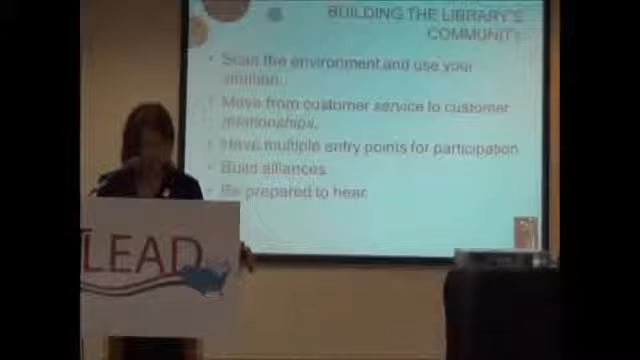 BUILDING THE LIBRARY'S
COMMUNITY
• Scan the environment and use your
• Move from customer service to customer
relationships.
• Have multiple entry points for participation
• Build alliances
• Be prepared to hear.
LEAD